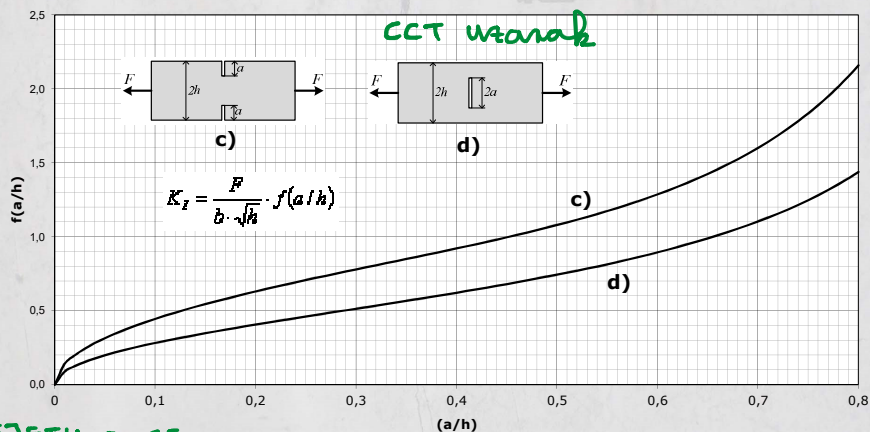 CCT uzorak
2,5
2,0
1,5
1,0
0,5
0,0
f(a/h)
F
2h
a
a
F
c)
F
2h
2a
F
d)
K_I = F / (b · √h) · f(a/h)
c)
d)
0
0,1
0,2
0,3
0,4
0,5
0,6
0,7
0,8
(a/h)